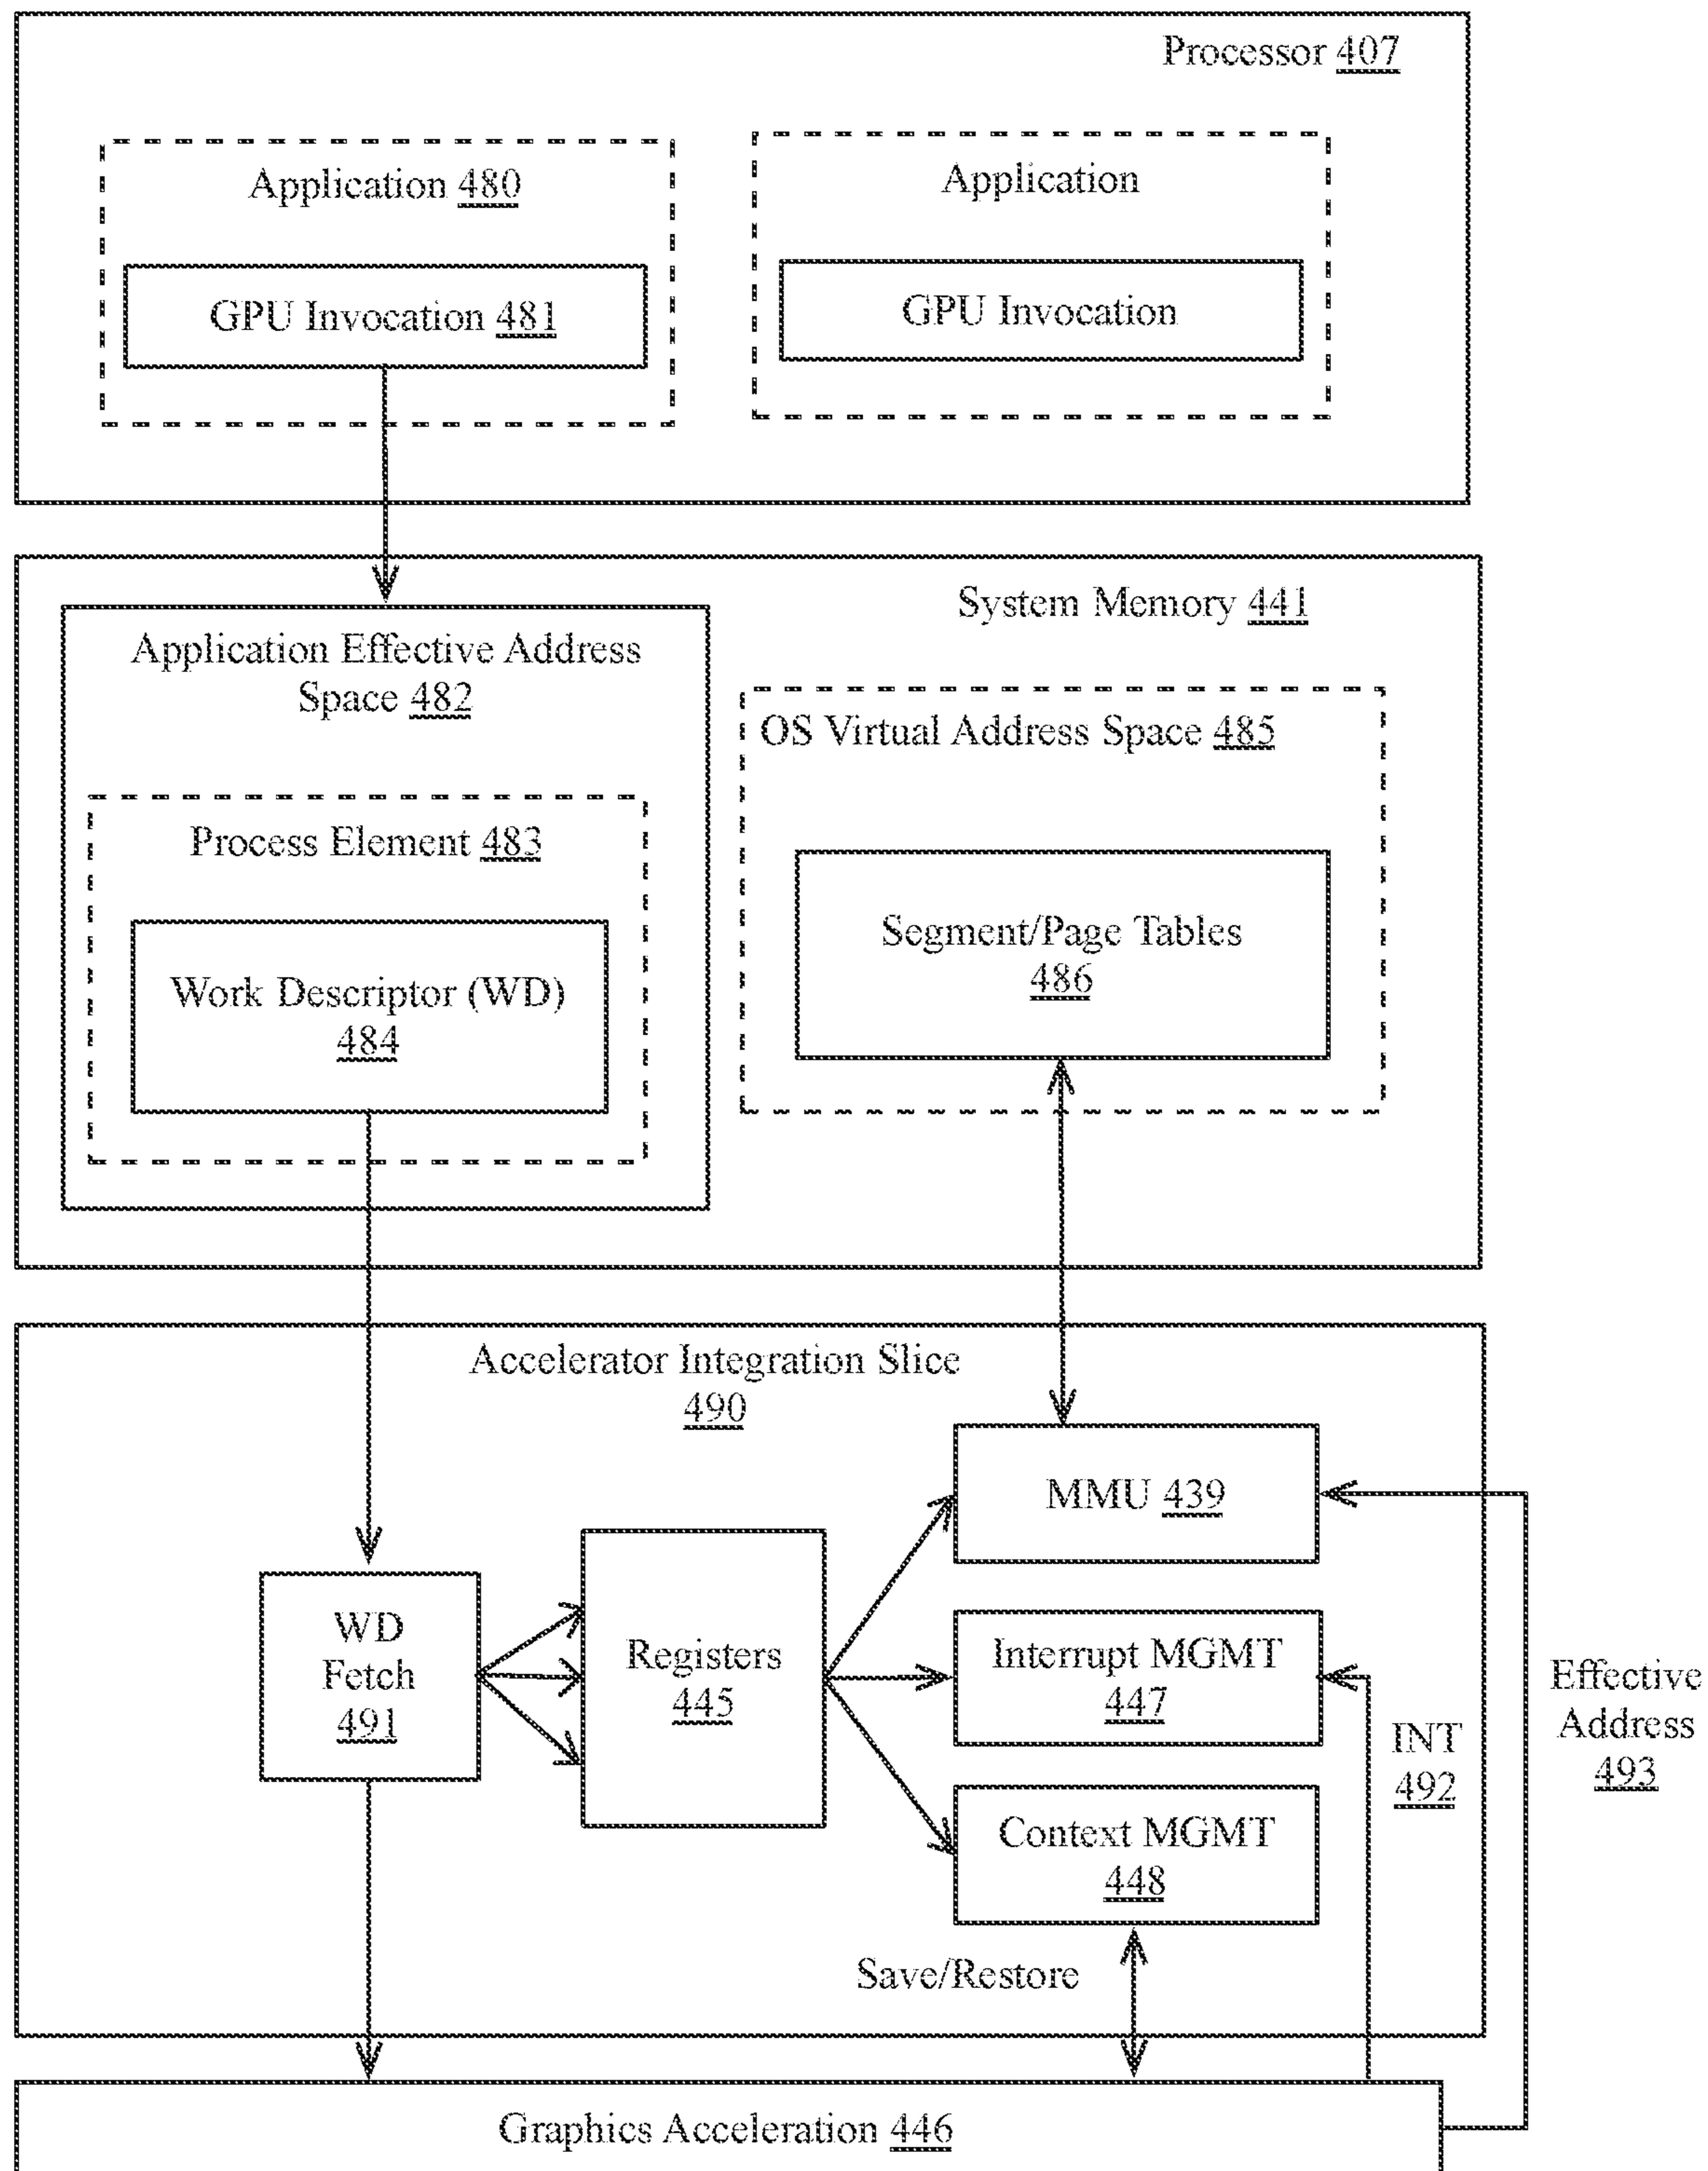 Processor 407
Application 480
Application
GPU Invocation 481
GPU Invocation
System Memory 441
Application Effective Address
Space 482
OS Virtual Address Space 485
Process Element 483
Segment/Page Tables
486
Work Descriptor (WD)
484
Accelerator Integration Slice
490
MMU 439
WD
Fetch
491
Registers
445
Interrupt MGMT
447
Effective
Address
493
INT
492
Context MGMT
448
Save/Restore
Graphics Acceleration 446